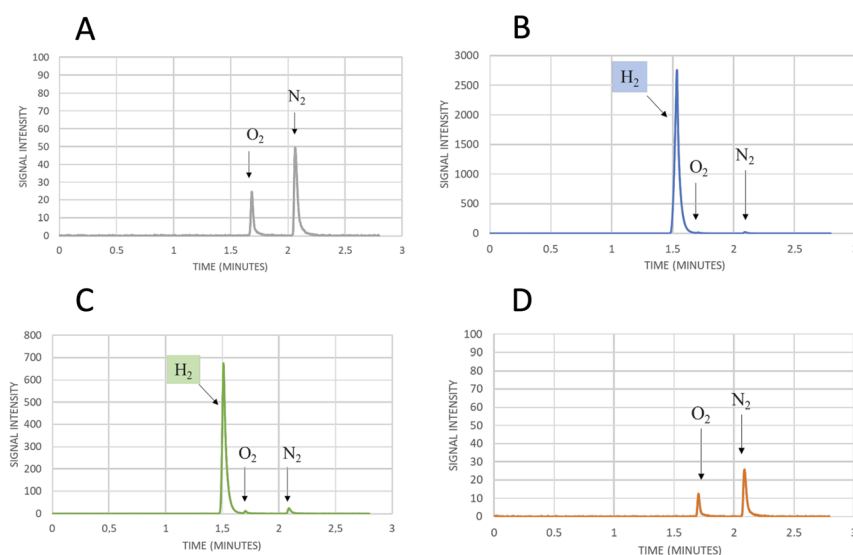 A
100
90
80
70
60
50
40
30
20
10
0
SIGNAL INTENSITY
O2
N2
0 0.5 1 1.5 2 2.5 3
TIME (MINUTES)
B
3000
2500
2000
1500
1000
500
0
SIGNAL INTENSITY
H2
O2
N2
0 0.5 1 1.5 2 2.5 3
TIME (MINUTES)
C
800
700
600
500
400
300
200
100
0
SIGNAL INTENSITY
H2
O2
N2
0 0.5 1 1,5 2 2.5 3
TIME (MINUTES)
D
100
90
80
70
60
50
40
30
20
10
0
SIGNAL INTENSITY
O2
N2
0 0.5 1 1.5 2 2.5 3
TIME (MINUTES)